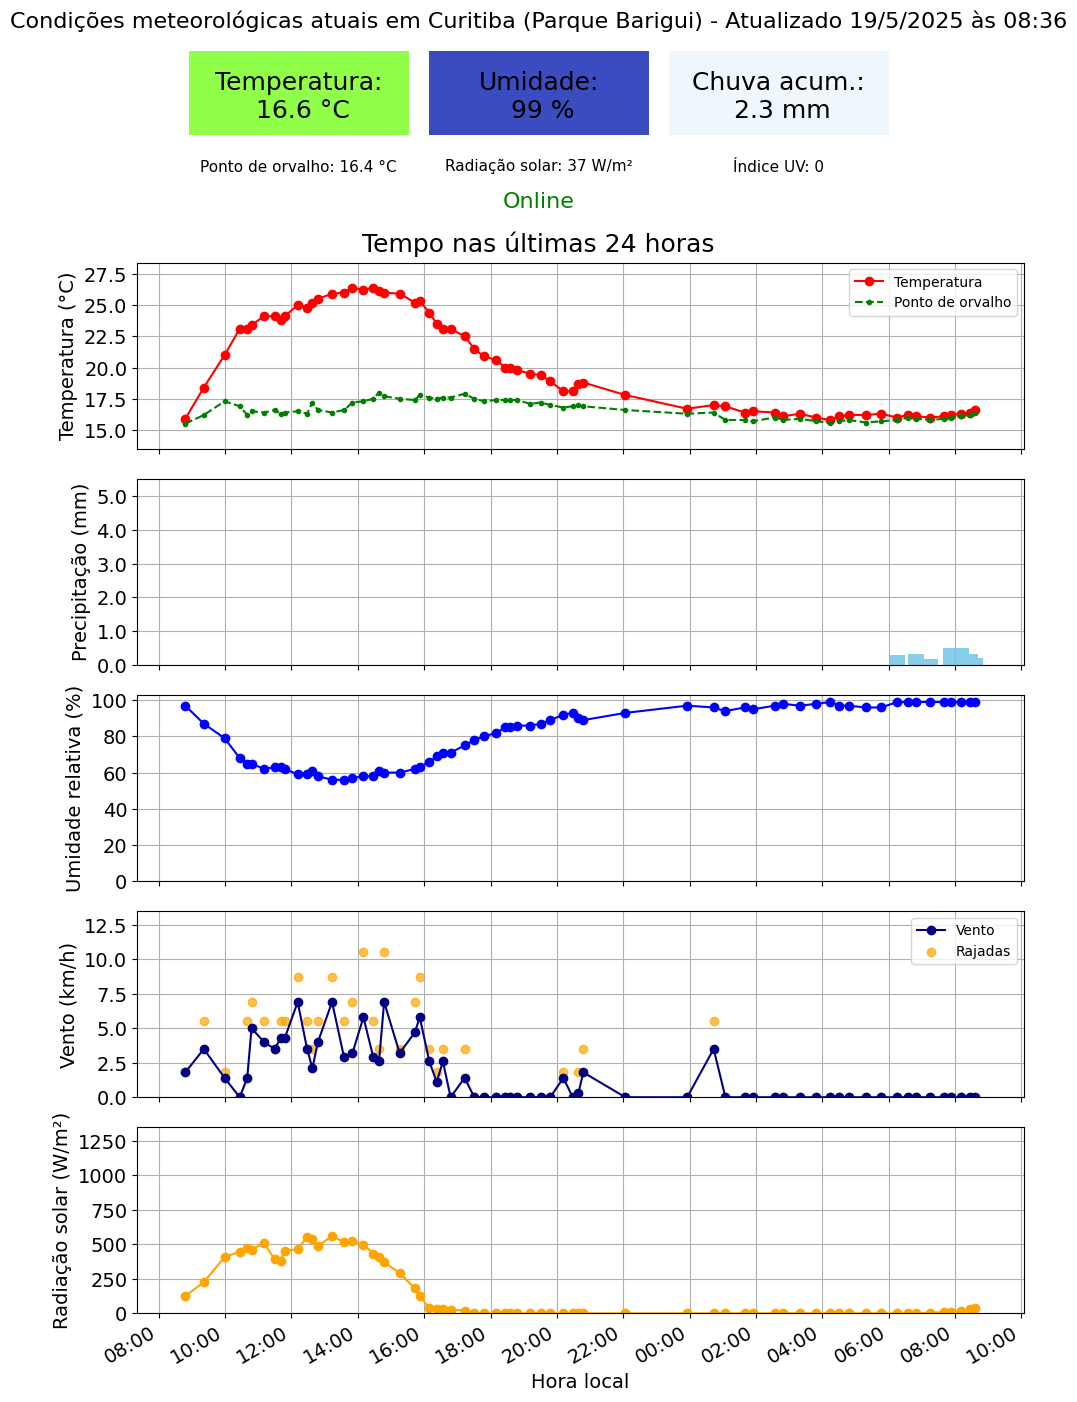 Condições meteorológicas atuais em Curitiba (Parque Barigui) - Atualizado 19/5/2025 às 08:36
Temperatura:
16.6 °C
Umidade:
99 %
Chuva acum.:
2.3 mm
Ponto de orvalho: 16.4 °C
Radiação solar: 37 W/m²
Índice UV: 0
Online
Tempo nas últimas 24 horas
Temperatura (°C)
27.5
25.0
22.5
20.0
17.5
15.0
Temperatura
Ponto de orvalho
Precipitação (mm)
5.0
4.0
3.0
2.0
1.0
0.0
Umidade relativa (%)
100
80
60
40
20
0
Vento (km/h)
12.5
10.0
7.5
5.0
2.5
0.0
Vento
Rajadas
Radiação solar (W/m²)
1250
1000
750
500
250
0
08:00
10:00
12:00
14:00
16:00
18:00
20:00
22:00
00:00
02:00
04:00
06:00
08:00
10:00
Hora local